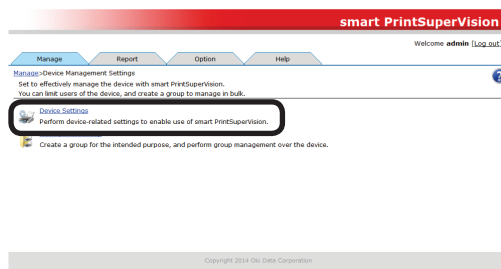 smart PrintSuperVision
Welcome admin [Log out]
Manage Report Option Help
Manage>Device Management Settings
Set to effectively manage the device with smart PrintSuperVision.
You can limit users of the device, and create a group to manage in bulk.
Device Settings
Perform device-related settings to enable use of smart PrintSuperVision.
Create a group for the intended purpose, and perform group management over the device.
Copyright 2014 Oki Data Corporation